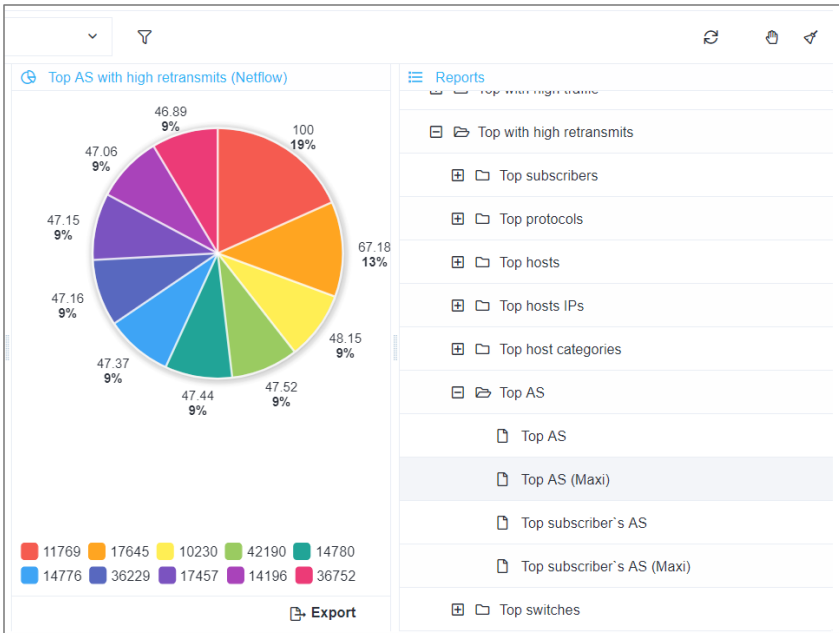 Top AS with high retransmits (Netflow)
46.89
9%
100
19%
47.06
9%
47.15
9%
67.18
13%
47.16
9%
48.15
9%
47.37
9%
47.52
9%
47.44
9%
11769 17645 10230 42190 14780
14776 36229 17457 14196 36752
Export
Reports
Top with high traffic
Top with high retransmits
Top subscribers
Top protocols
Top hosts
Top hosts IPs
Top host categories
Top AS
Top AS
Top AS (Maxi)
Top subscriber`s AS
Top subscriber`s AS (Maxi)
Top switches